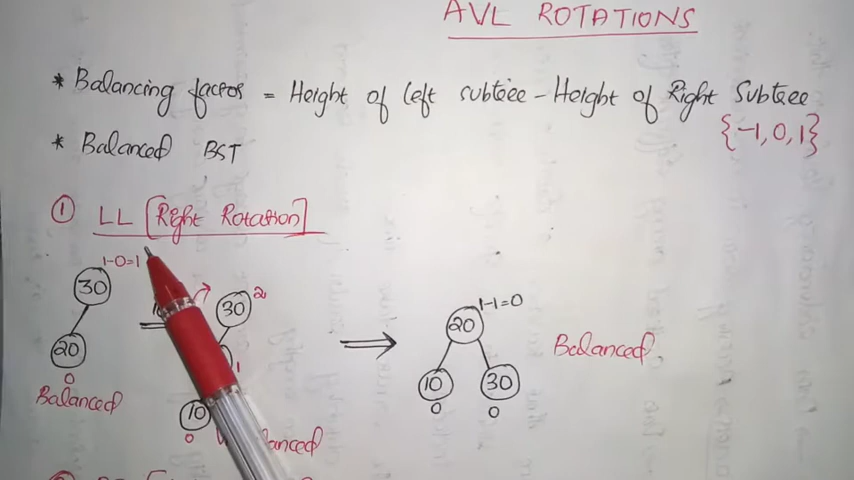 AVL ROTATIONS
* Balancing factor = Height of left subtree - Height of Right Subtree
{-1,0,1}
* Balanced BST
① LL [Right Rotation]
1-0=1
30
20
0
Balanced
30 2
1
10
0
⇒
1-1=0
20
10
0
30
0
Balanced